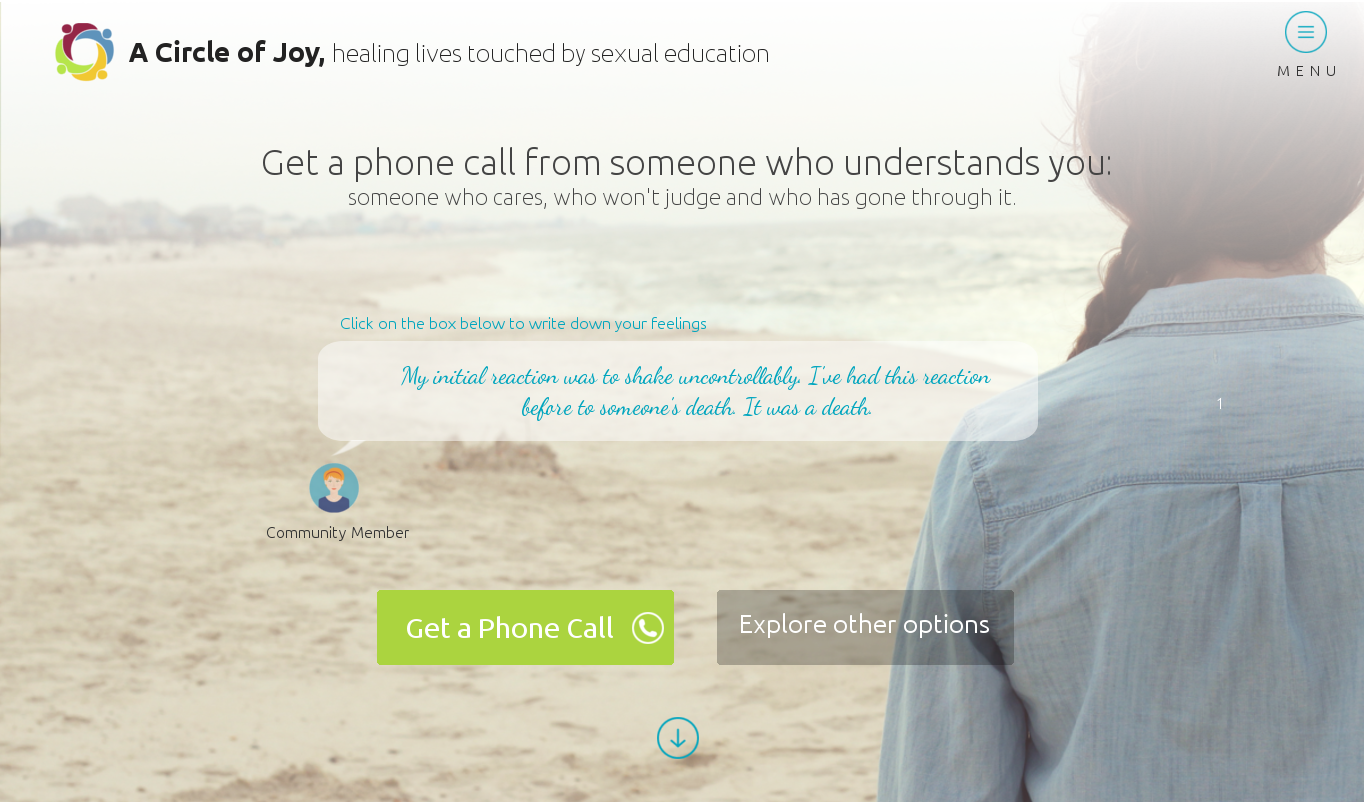 A Circle of Joy, healing lives touched by sexual education
MENU
Get a phone call from someone who understands you:
someone who cares, who won't judge and who has gone through it.
Click on the box below to write down your feelings
My initial reaction was to shake uncontrollably. I've had this reaction
before to someone's death. It was a death.
1
Community Member
Get a Phone Call
Explore other options